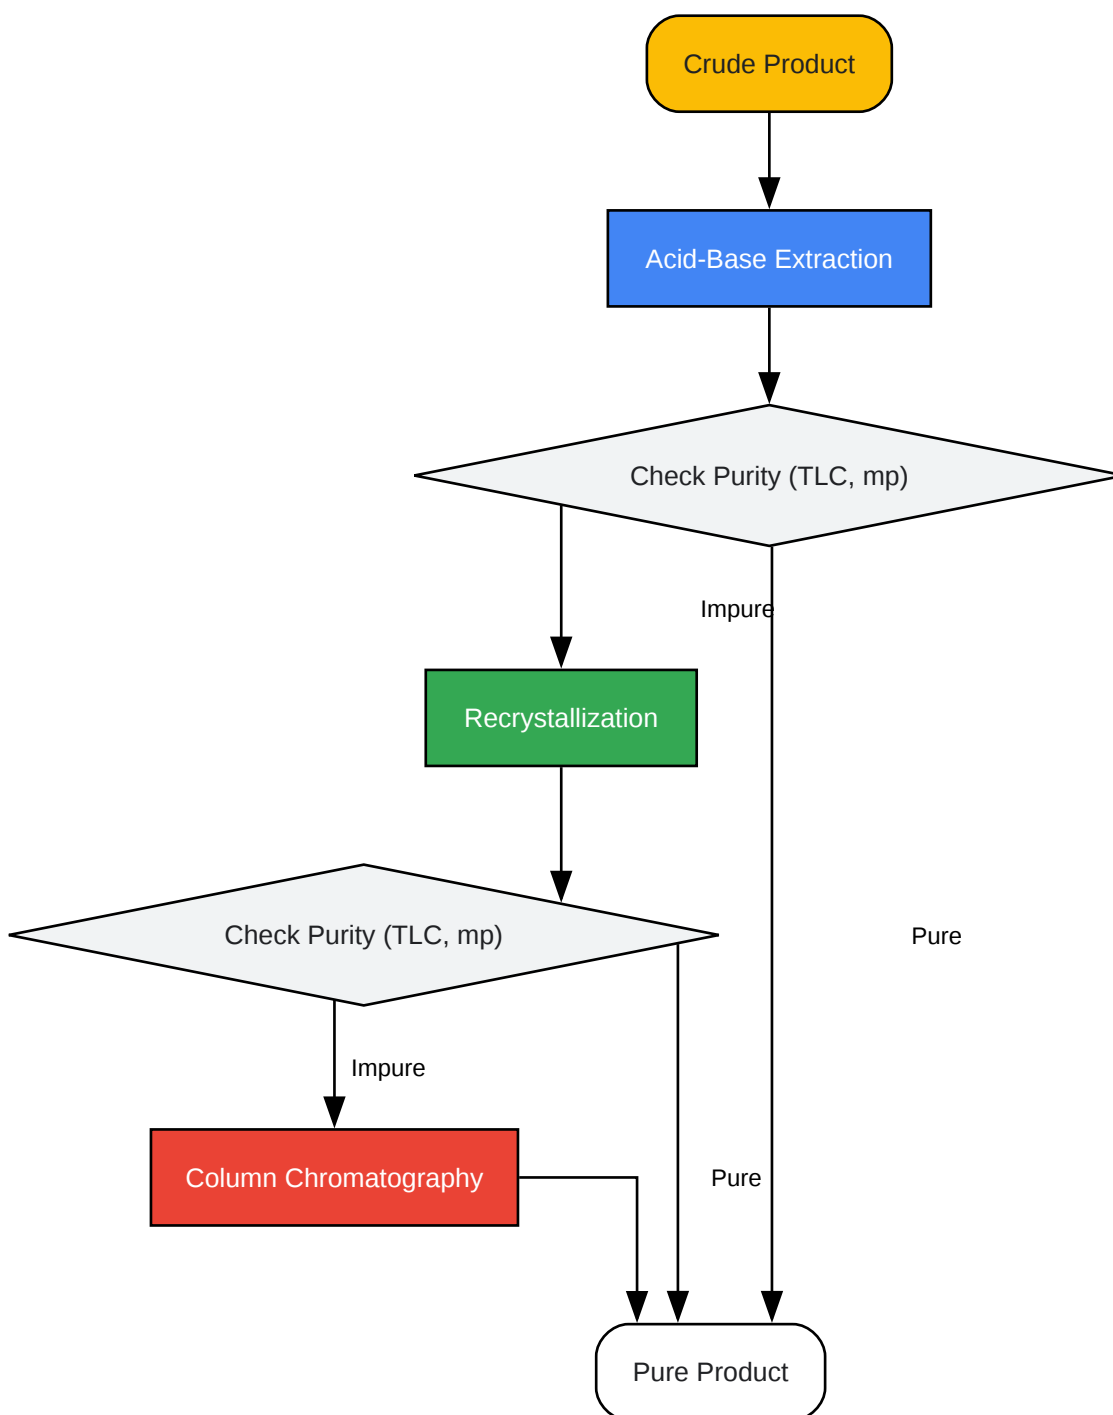 Crude Product
Acid-Base Extraction
Check Purity (TLC, mp)
Impure
Recrystallization
Check Purity (TLC, mp)
Pure
Impure
Column Chromatography
Pure
Pure Product